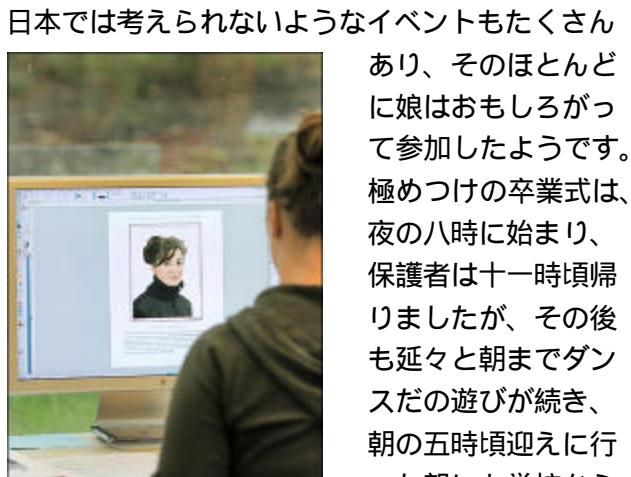 日本では考えられないようなイベントもたくさん
あり、そのほとんど
に娘はおもしろがっ
て参加したようです。
極めつけの卒業式は、
夜の八時に始まり、
保護者は十一時頃帰
りましたが、その後
も延々と朝までダン
スだの遊びが続き、
朝の五時頃迎えに行